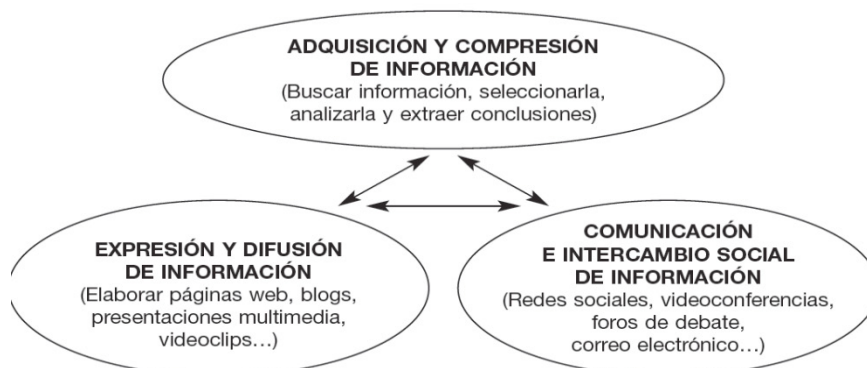 ADQUISICIÓN Y COMPRESIÓN
DE INFORMACIÓN
(Buscar información, seleccionarla,
analizarla y extraer conclusiones)
EXPRESIÓN Y DIFUSIÓN
DE INFORMACIÓN
(Elaborar páginas web, blogs,
presentaciones multimedia,
videoclips…)
COMUNICACIÓN
E INTERCAMBIO SOCIAL
DE INFORMACIÓN
(Redes sociales, videoconferencias,
foros de debate,
correo electrónico…)